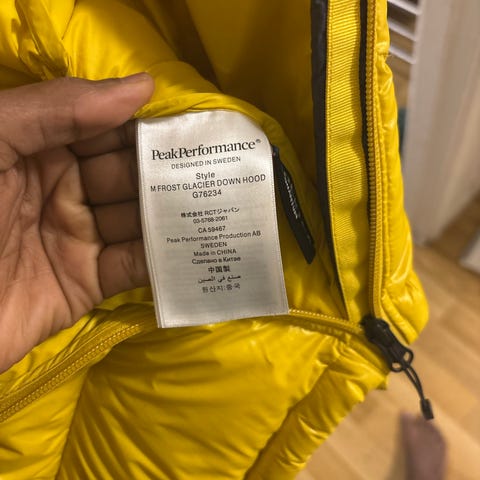 PeakPerformance®
DESIGNED IN SWEDEN
Style
M FROST GLACIER DOWN HOOD
G76234
株式会社 RCTジャパン
03-5768-2061
CA 59467
Peak Performance Production AB
SWEDEN
Made in CHINA
Сделано в Китае
中国製
صنع في الصين
원산지: 중국